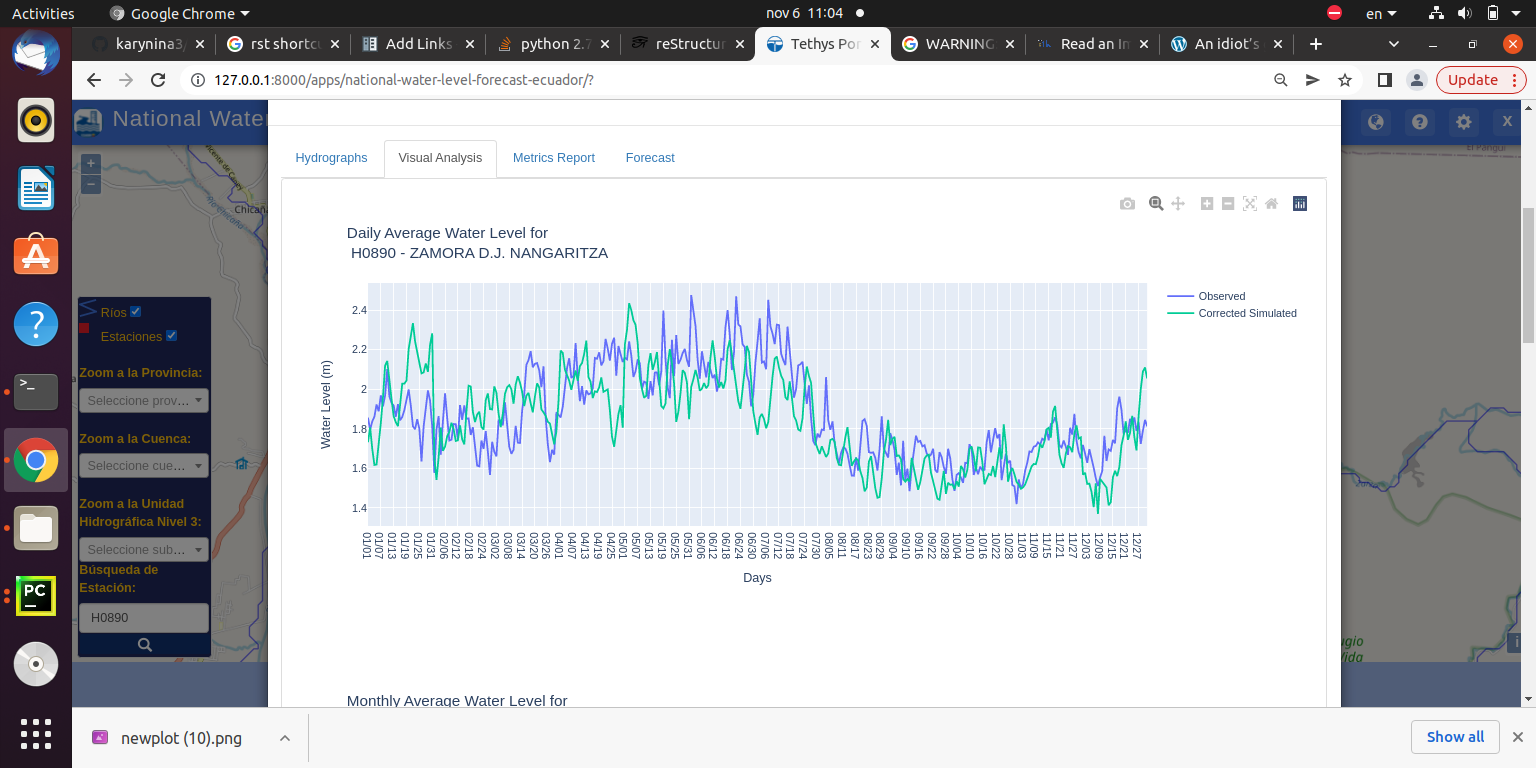 Activities
Google Chrome
nov 6 11:04
en
karynina3/
rst shortcu
Add Links
python 2.7
reStructur
Tethys Por
WARNING
Read an Im
An idiot's
127.0.0.1:8000/apps/national-water-level-forecast-ecuador/?
Update
National Water
?
X
Hydrographs
Visual Analysis
Metrics Report
Forecast
+
−
Chicaña
El Pangui
Ríos
Estaciones
Zoom a la Provincia:
Seleccione prov…
Zoom a la Cuenca:
Seleccione cue…
Zoom a la Unidad
Hidrográfica Nivel 3:
Seleccione sub…
Búsqueda de
Estación:
H0890
Daily Average Water Level for
H0890 - ZAMORA D.J. NANGARITZA
Observed
Corrected Simulated
Water Level (m)
2.4
2.2
2
1.8
1.6
1.4
01/01
01/07
01/13
01/19
01/25
01/31
02/06
02/12
02/18
02/24
03/02
03/08
03/14
03/20
03/26
04/01
04/07
04/13
04/19
04/25
05/01
05/07
05/13
05/19
05/25
05/31
06/06
06/12
06/18
06/24
06/30
07/06
07/12
07/18
07/24
07/30
08/05
08/11
08/17
08/23
08/29
09/04
09/10
09/16
09/22
09/28
10/04
10/10
10/16
10/22
10/28
11/03
11/09
11/15
11/21
11/27
12/03
12/09
12/15
12/21
12/27
Days
Monthly Average Water Level for
ugio
Vida
i
PC
newplot (10).png
Show all